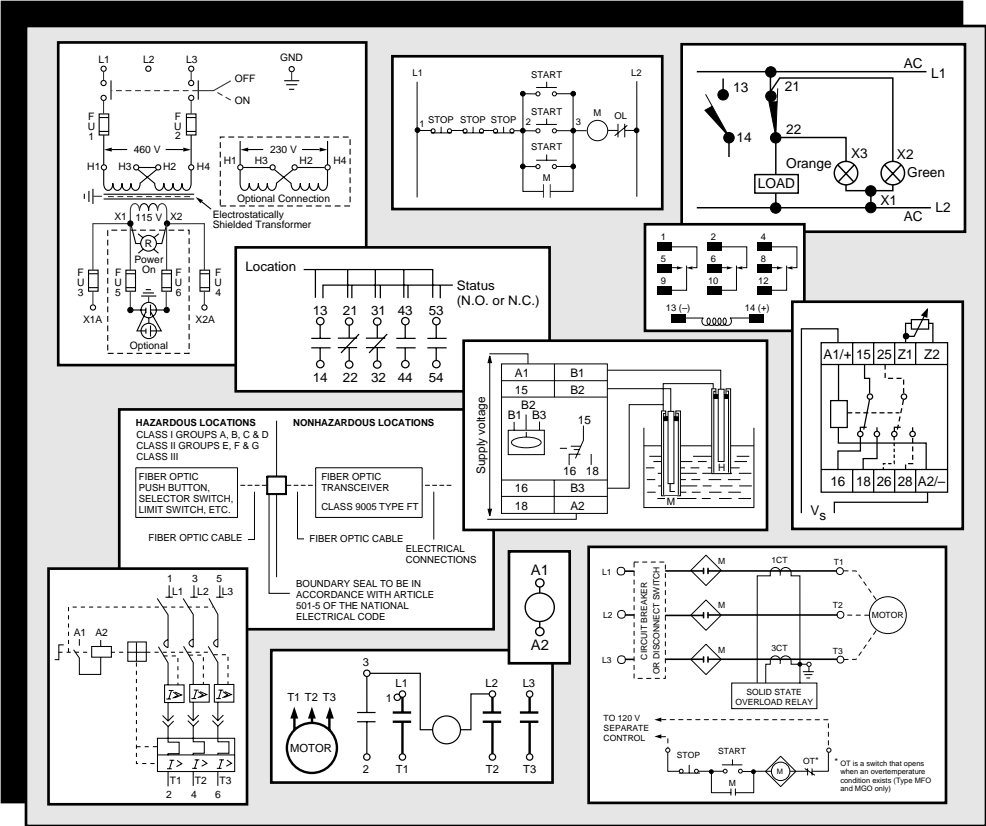 L1 L2 L3 GND
OFF
ON
FU1 FU2
460 V
H1 H3 H2 H4
230 V
H1 H3 H2 H4
Optional Connection
Electrostatically
Shielded Transformer
X1 115 V X2
R
Power
On
FU3 FU5 FU6 FU4
X1A X2A
Optional
L1 L2
START
START
START
1 STOP STOP STOP 2 3 M OL
M
AC L1
13 21
14 22
Orange X3 X2 Green
LOAD
X1
AC L2
1 2 4
5 6 8
9 10 12
13 (–) 14 (+)
Location
Status
(N.O. or N.C.)
13 21 31 43 53
14 22 32 44 54
Supply voltage
A1 B1
15 B2
B2
B1 B3
15
16 18
16 B3
18 A2
H
L
M
A1/+ 15 25 Z1 Z2
16 18 26 28 A2/–
VS
HAZARDOUS LOCATIONS
CLASS I GROUPS A, B, C & D
CLASS II GROUPS E, F & G
CLASS III
NONHAZARDOUS LOCATIONS
FIBER OPTIC
PUSH BUTTON,
SELECTOR SWITCH,
LIMIT SWITCH, ETC.
FIBER OPTIC
TRANSCEIVER
CLASS 9005 TYPE FT
FIBER OPTIC CABLE
FIBER OPTIC CABLE
ELECTRICAL
CONNECTIONS
BOUNDARY SEAL TO BE IN
ACCORDANCE WITH ARTICLE
501-5 OF THE NATIONAL
ELECTRICAL CODE
1 3 5
L1 L2 L3
A1 A2
I> I> I>
I> I> I>
T1 T2 T3
2 4 6
A1
A2
3
L1 L2 L3
1
T1 T2 T3
MOTOR
2 T1 T2 T3
L1
L2
L3
CIRCUIT BREAKER
OR DISCONNECT SWITCH
M
M
M
1CT
3CT
T1
T2
T3
MOTOR
SOLID STATE
OVERLOAD RELAY
TO 120 V
SEPARATE
CONTROL
STOP START
M
M
OT*
* OT is a switch that opens
when an overtemperature
condition exists (Type MFO
and MGO only)